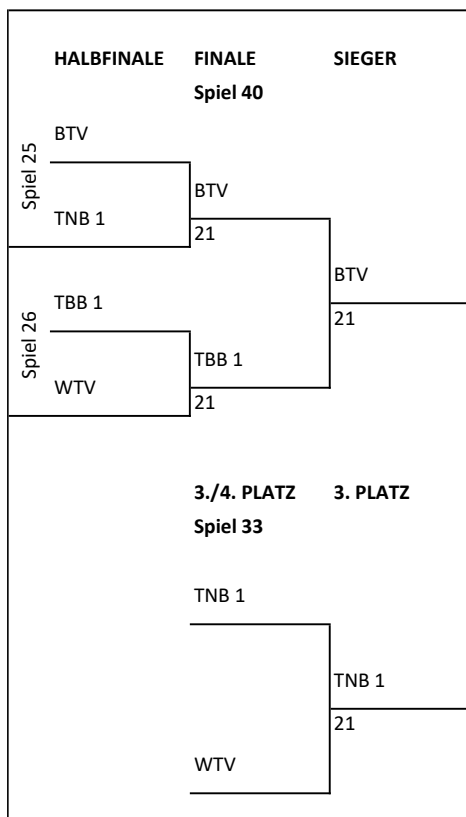 HALBFINALE FINALE SIEGER
Spiel 40
Spiel 25
BTV
BTV
TNB 1
21
BTV
TBB 1
21
Spiel 26
TBB 1
WTV
21
3./4. PLATZ 3. PLATZ
Spiel 33
TNB 1
TNB 1
21
WTV